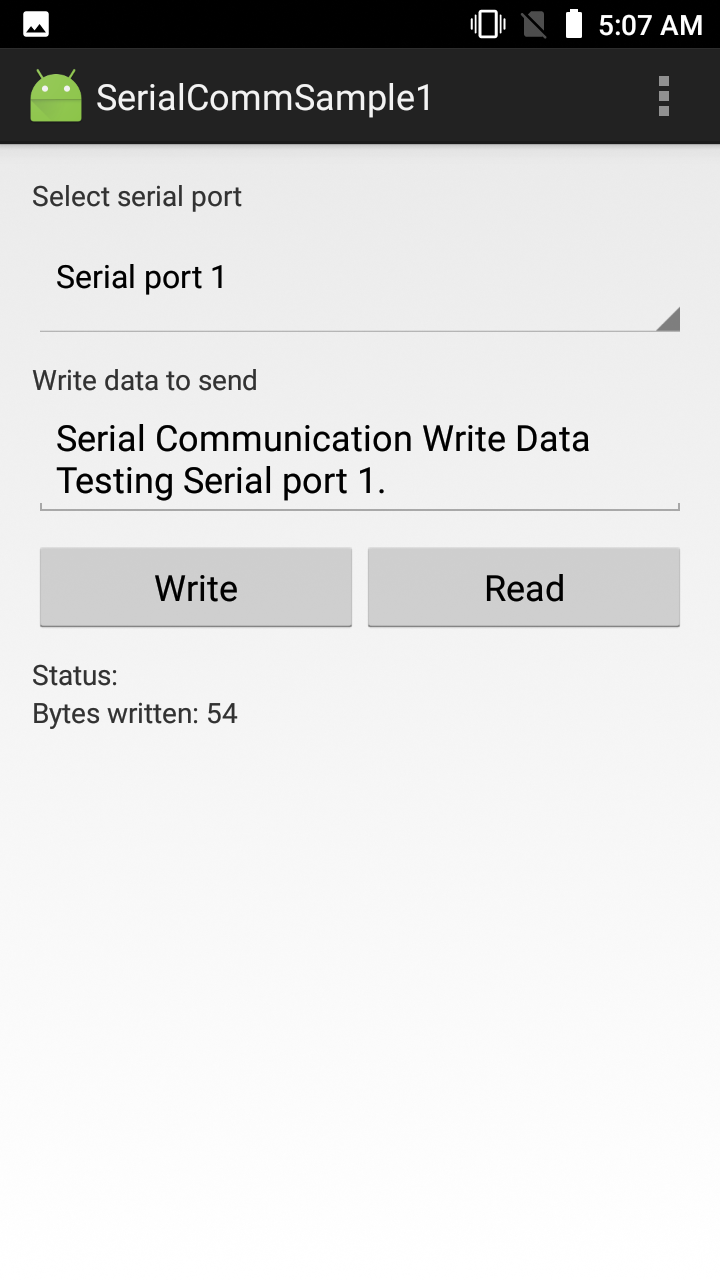 5:07 AM
SerialCommSample1
Select serial port
Serial port 1
Write data to send
Serial Communication Write Data
Testing Serial port 1.
Write
Read
Status:
Bytes written: 54